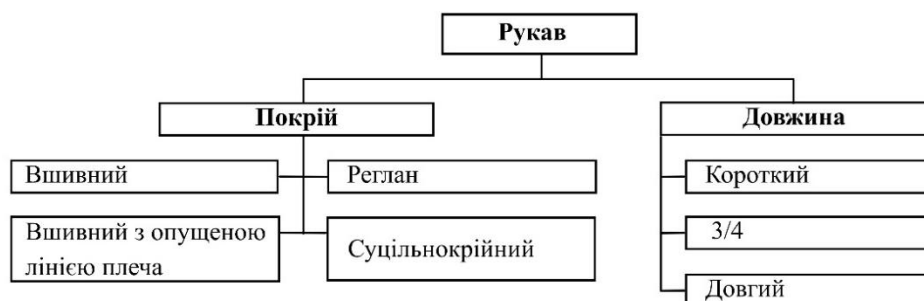 Рукав
Покрій
Довжина
Вшивний
Реглан
Короткий
Вшивний з опущеною
лінією плеча
Суцільнокрійний
3/4
Довгий